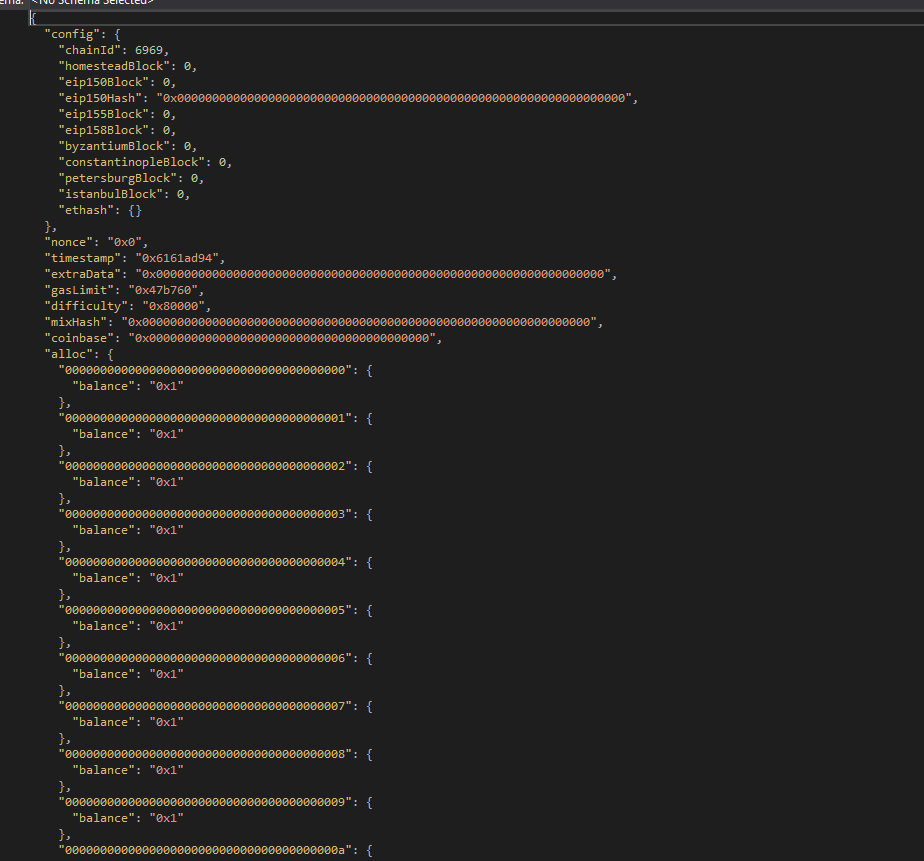 <No Schema Selected>
{
"config": {
"chainId": 6969,
"homesteadBlock": 0,
"eip150Block": 0,
"eip150Hash": "0x0000000000000000000000000000000000000000000000000000000000000000",
"eip155Block": 0,
"eip158Block": 0,
"byzantiumBlock": 0,
"constantinopleBlock": 0,
"petersburgBlock": 0,
"istanbulBlock": 0,
"ethash": {}
},
"nonce": "0x0",
"timestamp": "0x6161ad94",
"extraData": "0x0000000000000000000000000000000000000000000000000000000000000000",
"gasLimit": "0x47b760",
"difficulty": "0x80000",
"mixHash": "0x0000000000000000000000000000000000000000000000000000000000000000",
"coinbase": "0x0000000000000000000000000000000000000000",
"alloc": {
"0000000000000000000000000000000000000000": {
"balance": "0x1"
},
"0000000000000000000000000000000000000001": {
"balance": "0x1"
},
"0000000000000000000000000000000000000002": {
"balance": "0x1"
},
"0000000000000000000000000000000000000003": {
"balance": "0x1"
},
"0000000000000000000000000000000000000004": {
"balance": "0x1"
},
"0000000000000000000000000000000000000005": {
"balance": "0x1"
},
"0000000000000000000000000000000000000006": {
"balance": "0x1"
},
"0000000000000000000000000000000000000007": {
"balance": "0x1"
},
"0000000000000000000000000000000000000008": {
"balance": "0x1"
},
"0000000000000000000000000000000000000009": {
"balance": "0x1"
},
"000000000000000000000000000000000000000a": {